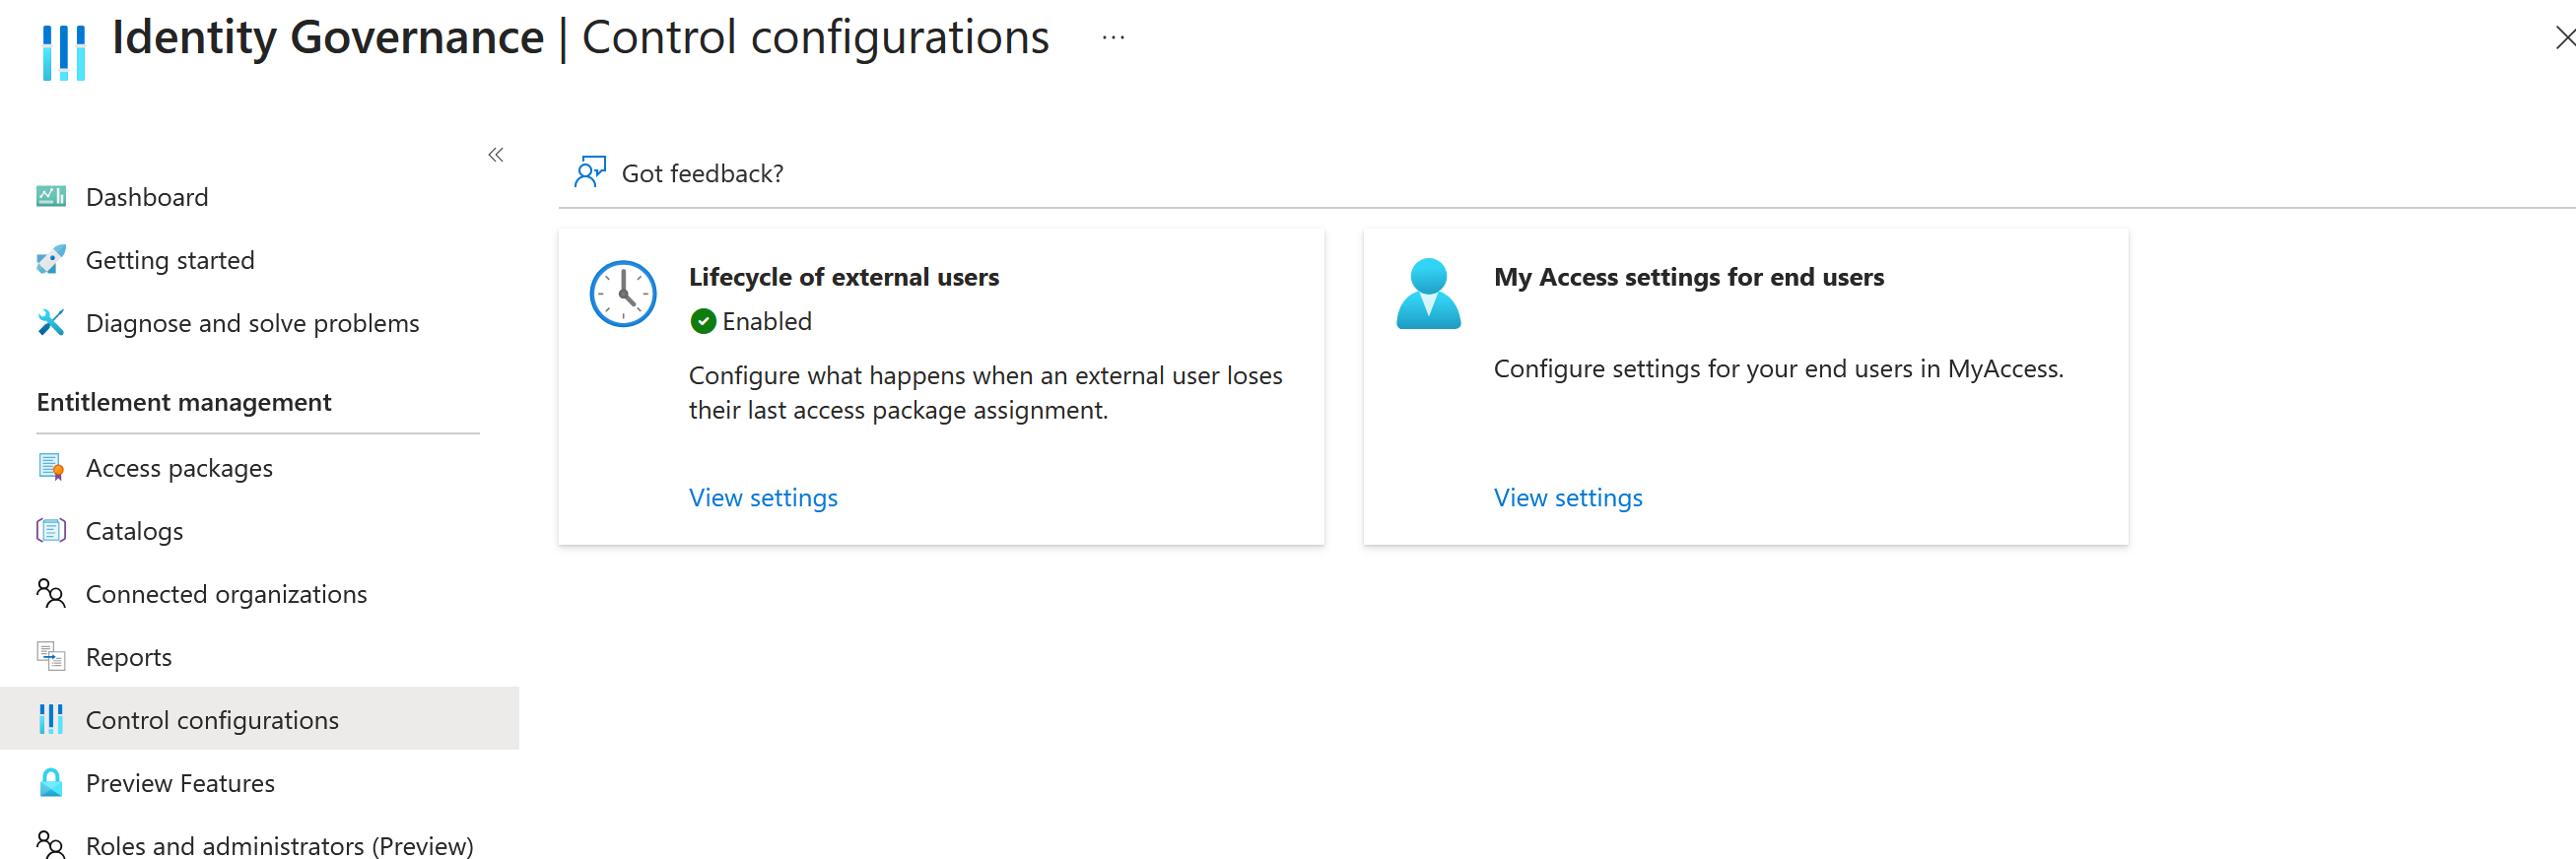 Identity Governance | Control configurations ...
«
Dashboard
Getting started
Diagnose and solve problems
Entitlement management
Access packages
Catalogs
Connected organizations
Reports
Control configurations
Preview Features
Roles and administrators (Preview)
Got feedback?
Lifecycle of external users
Enabled
Configure what happens when an external user loses
their last access package assignment.
View settings
My Access settings for end users
Configure settings for your end users in MyAccess.
View settings